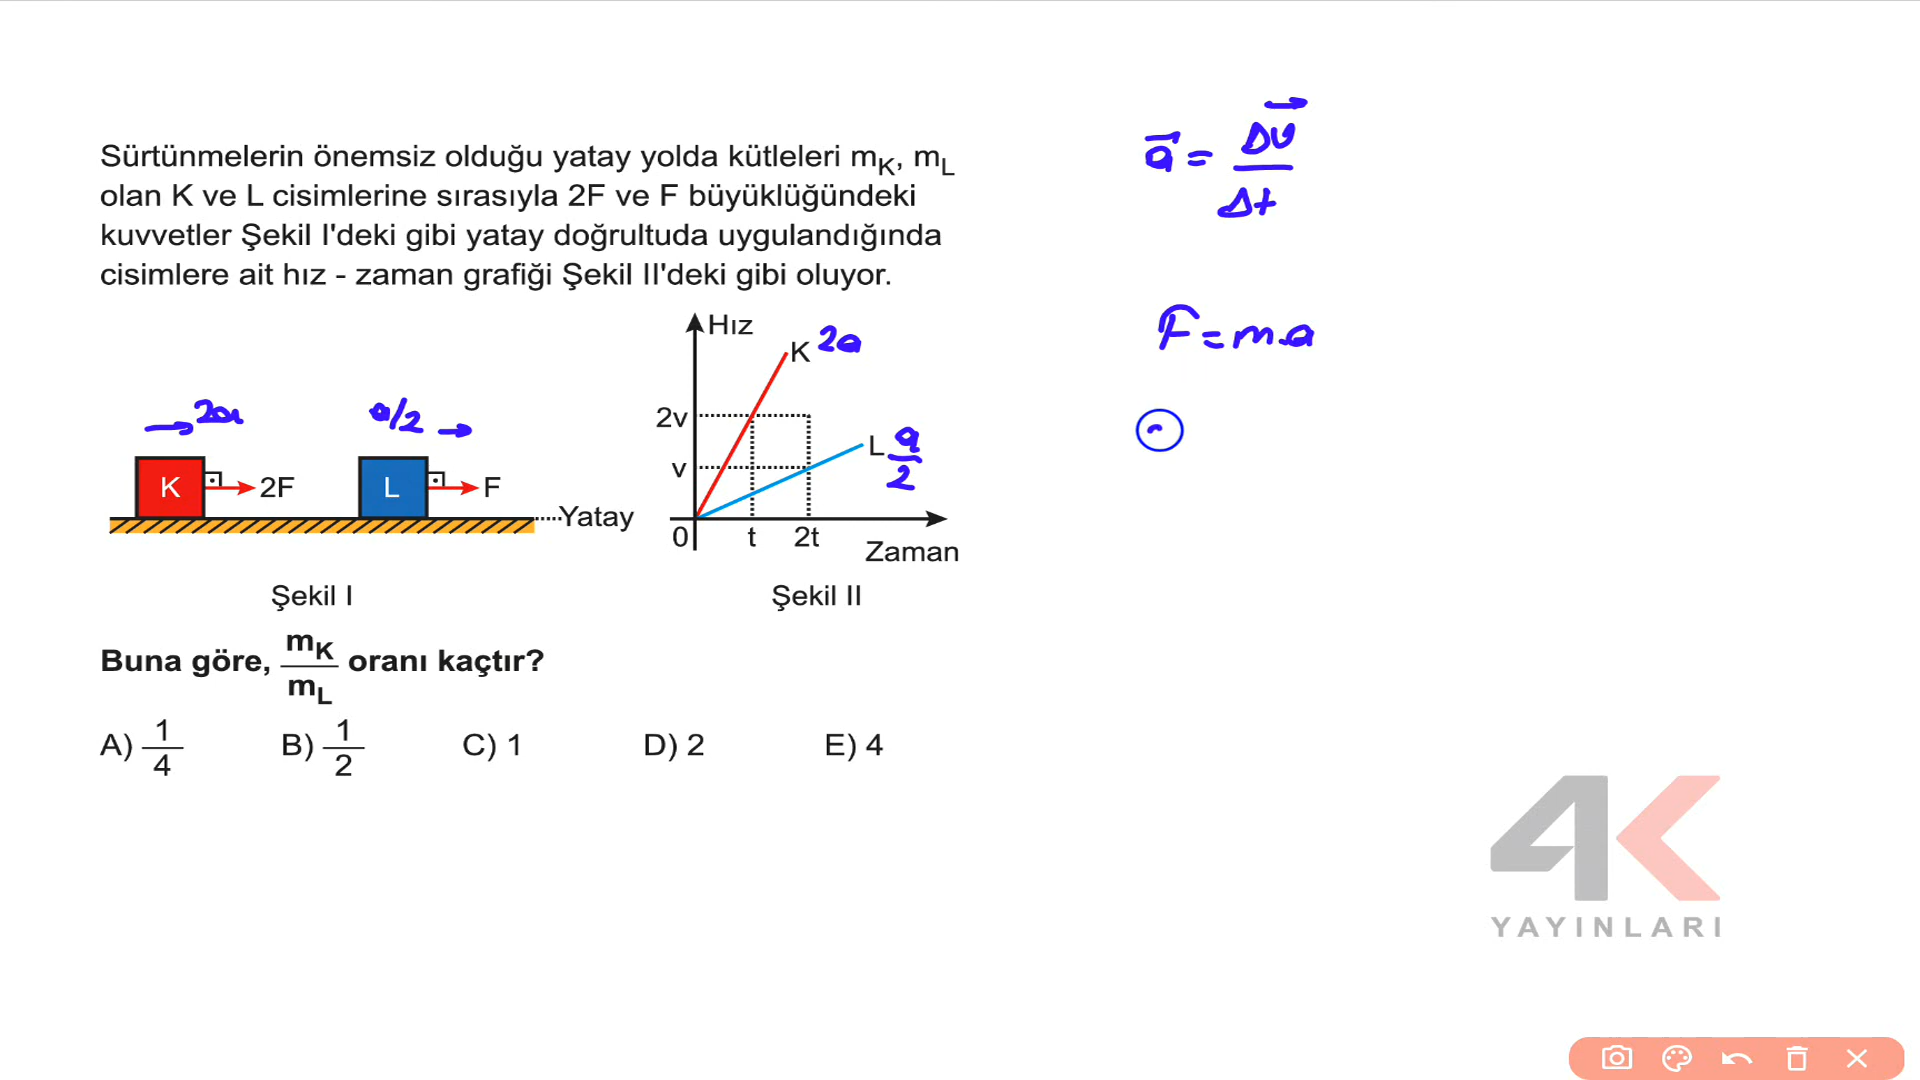 Sürtünmelerin önemsiz olduğu yatay yolda kütleleri mK, mL
olan K ve L cisimlerine sırasıyla 2F ve F büyüklüğündeki
kuvvetler Şekil I'deki gibi yatay doğrultuda uygulandığında
cisimlere ait hız - zaman grafiği Şekil II'deki gibi oluyor.
2a
a/2
K
2F
L
F
Yatay
Şekil I
Hız
K 2a
2v
L a/2
v
0
t
2t
Zaman
Şekil II
Buna göre, mK/mL oranı kaçtır?
A) 1/4 B) 1/2 C) 1 D) 2 E) 4
a = Δv/Δt
F = m.a
4K
YAYINLARI